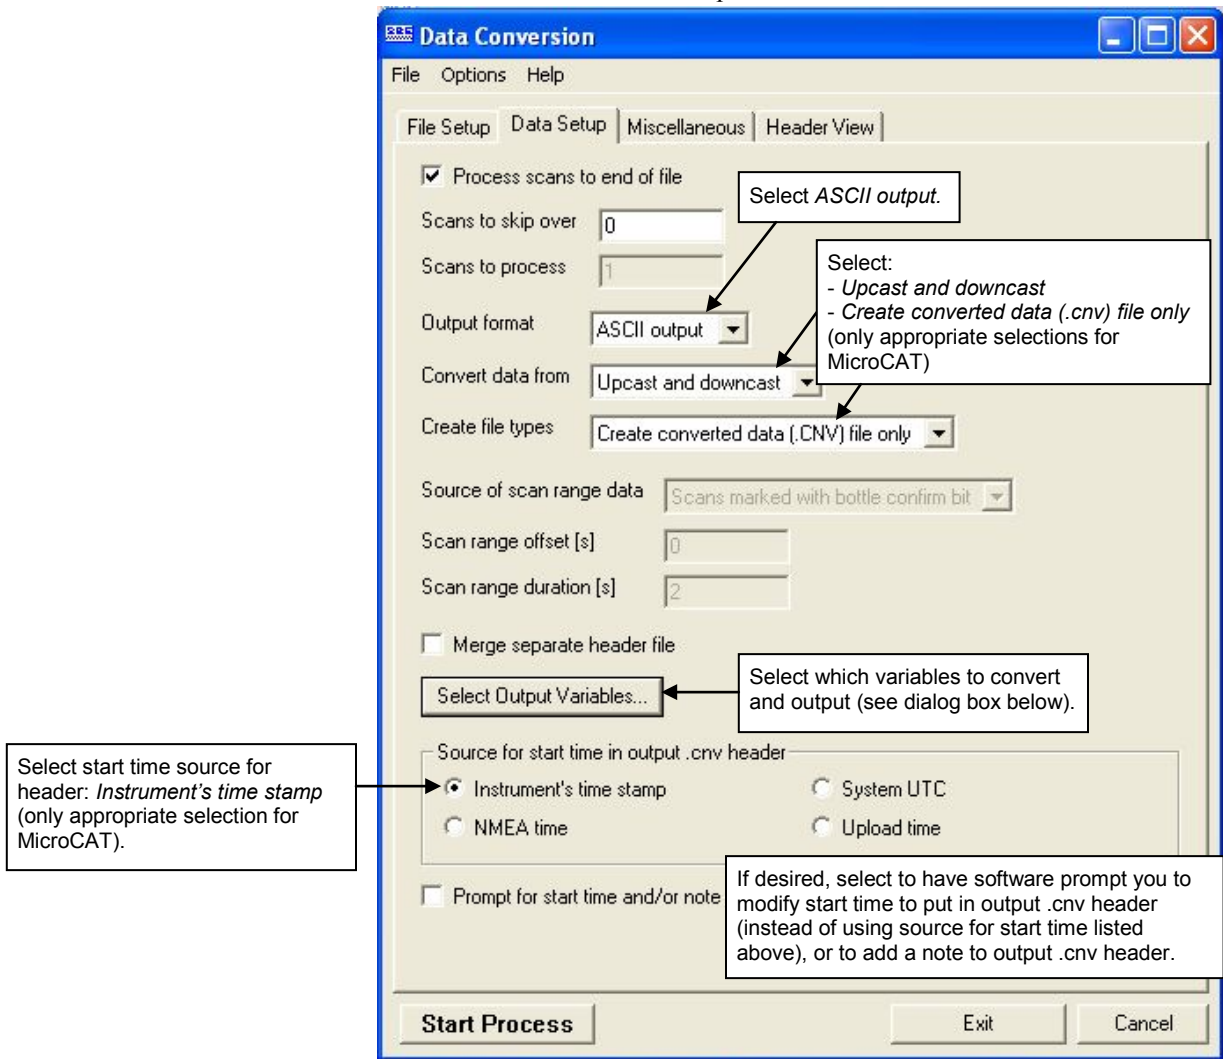 Data Conversion
File Options Help
File Setup Data Setup Miscellaneous Header View
Process scans to end of file
Select ASCII output.
Scans to skip over 0
Scans to process 1
Select:
- Upcast and downcast
- Create converted data (.cnv) file only
(only appropriate selections for
MicroCAT)
Output format ASCII output
Convert data from Upcast and downcast
Create file types Create converted data (.CNV) file only
Source of scan range data Scans marked with bottle confirm bit
Scan range offset [s] 0
Scan range duration [s] 2
Merge separate header file
Select Output Variables...
Select which variables to convert
and output (see dialog box below).
Source for start time in output .cnv header
Select start time source for
header: Instrument's time stamp
(only appropriate selection for
MicroCAT).
Instrument's time stamp System UTC
NMEA time Upload time
Prompt for start time and/or note
If desired, select to have software prompt you to
modify start time to put in output .cnv header
(instead of using source for start time listed
above), or to add a note to output .cnv header.
Start Process Exit Cancel